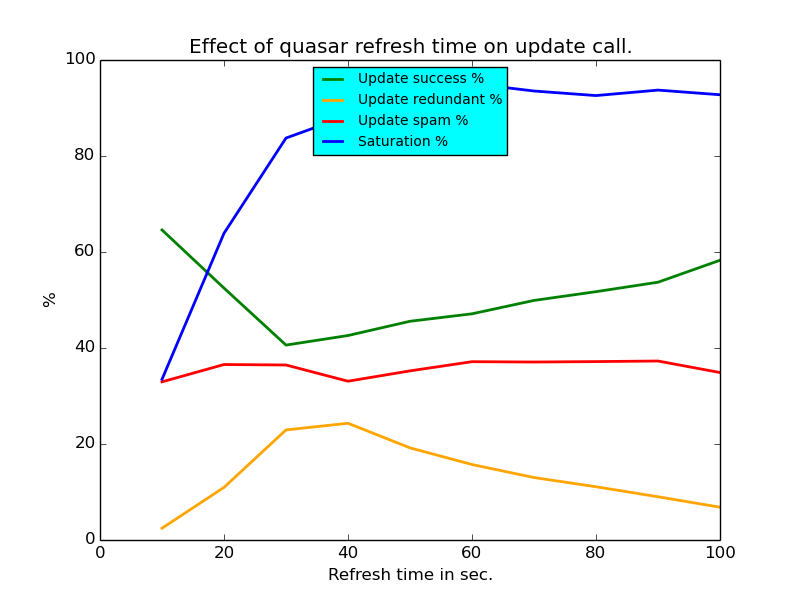 Effect of quasar refresh time on update call.
100
80
60
40
20
0
%
Update success %
Update redundant %
Update spam %
Saturation %
0 20 40 60 80 100
Refresh time in sec.